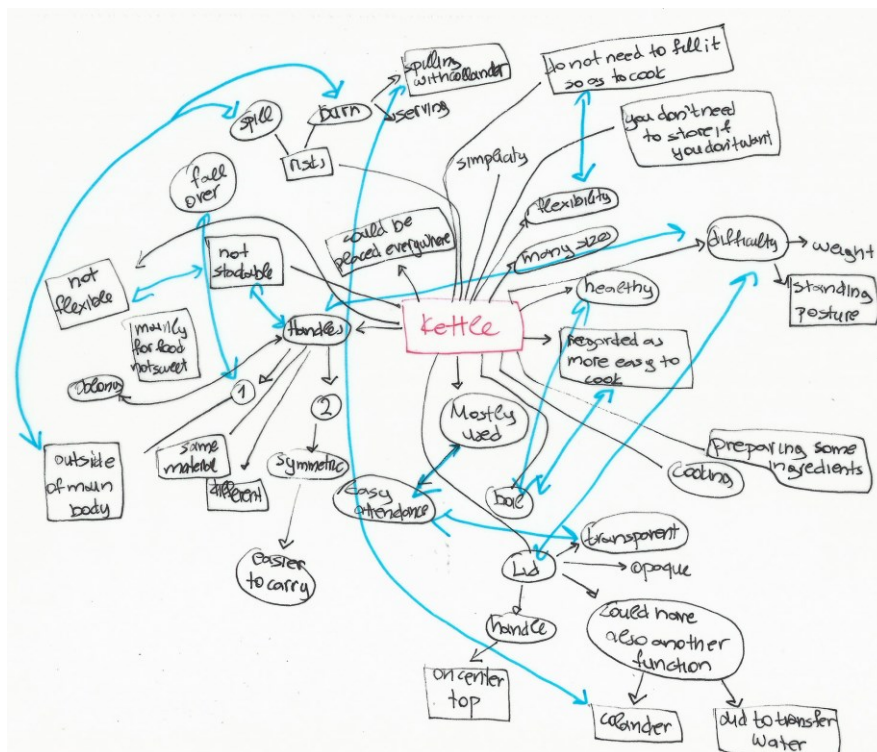 spilling
with collander
do not need to fill it
so as to cook
burn
serving
spill
you don't need
to store if
you don't want
risks
simplicity
fall
over
flexibility
could be
placed everywhere
many sizes
difficulty
weight
not
stackable
not
flexible
healthy
standing
posture
Kettle
Handles
mainly
for food
not sweet
regarded as
more easy to
cook
oblong
1
2
Mostly
used
outside
of main
body
same
material
different
symmetric
easy
attendance
boil
cooking
preparing some
ingredients
transparent
Lid
opaque
easier
to carry
handle
could have
also another
function
on center
top
colander
aid to transfer
water